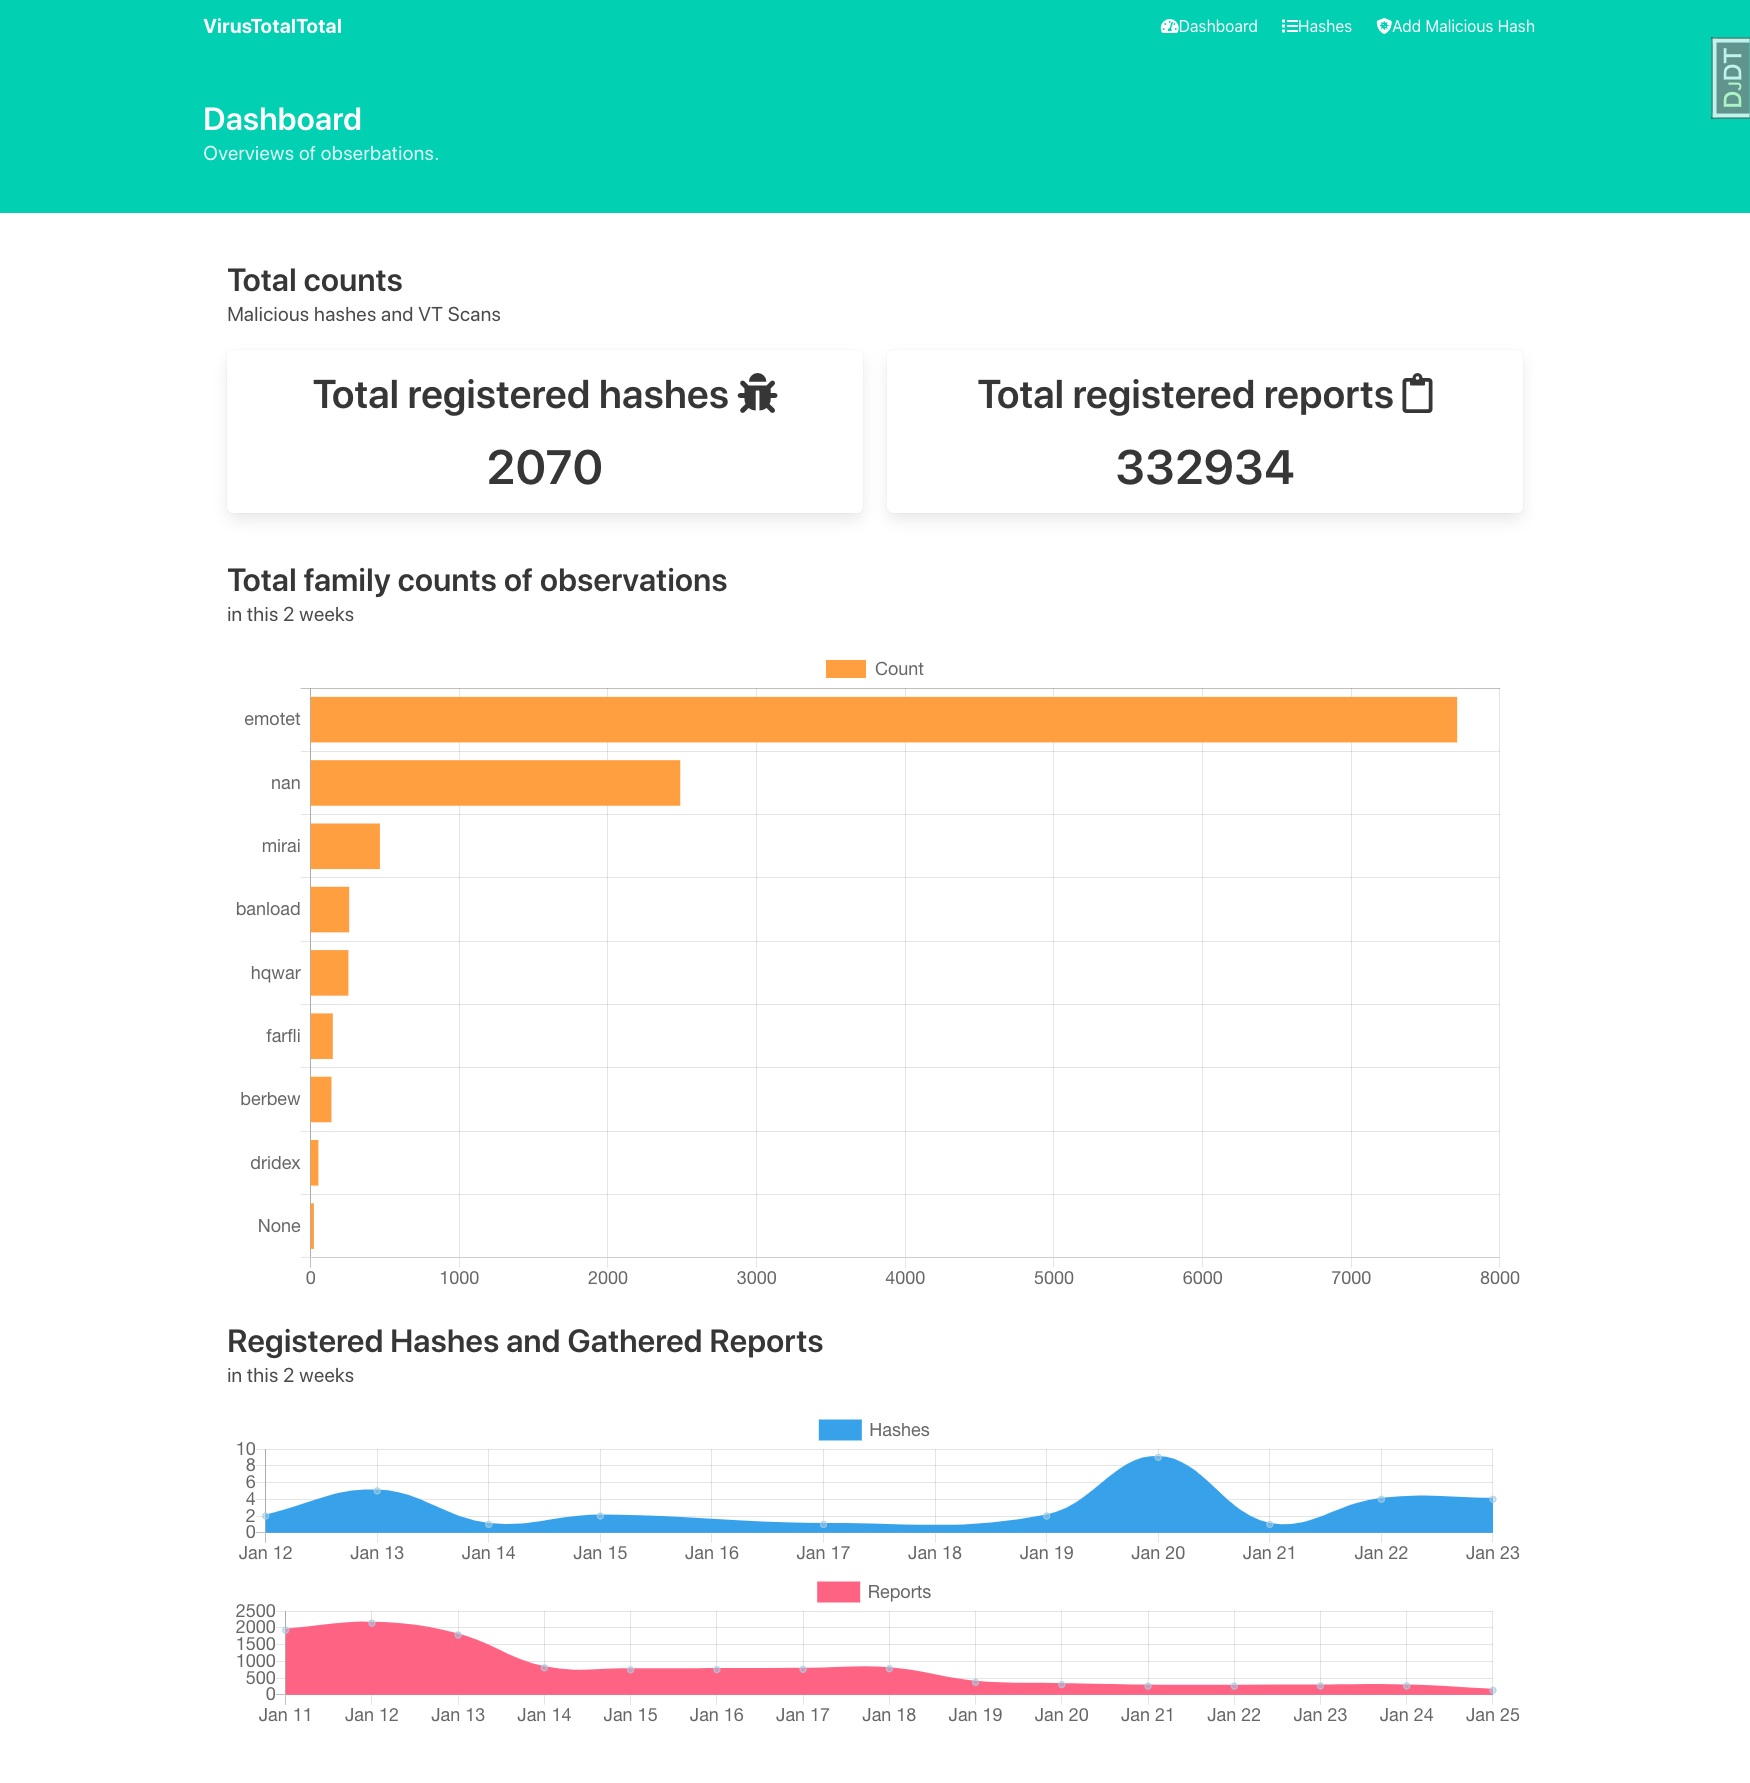 VirusTotalTotal
Dashboard
Hashes
Add Malicious Hash
DJDT
Dashboard
Overviews of obserbations.
Total counts
Malicious hashes and VT Scans
Total registered hashes
2070
Total registered reports
332934
Total family counts of observations
in this 2 weeks
Count
emotet
nan
mirai
banload
hqwar
farfli
berbew
dridex
None
0 1000 2000 3000 4000 5000 6000 7000 8000
Registered Hashes and Gathered Reports
in this 2 weeks
Hashes
10
8
6
4
2
0
Jan 12 Jan 13 Jan 14 Jan 15 Jan 16 Jan 17 Jan 18 Jan 19 Jan 20 Jan 21 Jan 22 Jan 23
Reports
2500
2000
1500
1000
500
0
Jan 11 Jan 12 Jan 13 Jan 14 Jan 15 Jan 16 Jan 17 Jan 18 Jan 19 Jan 20 Jan 21 Jan 22 Jan 23 Jan 24 Jan 25